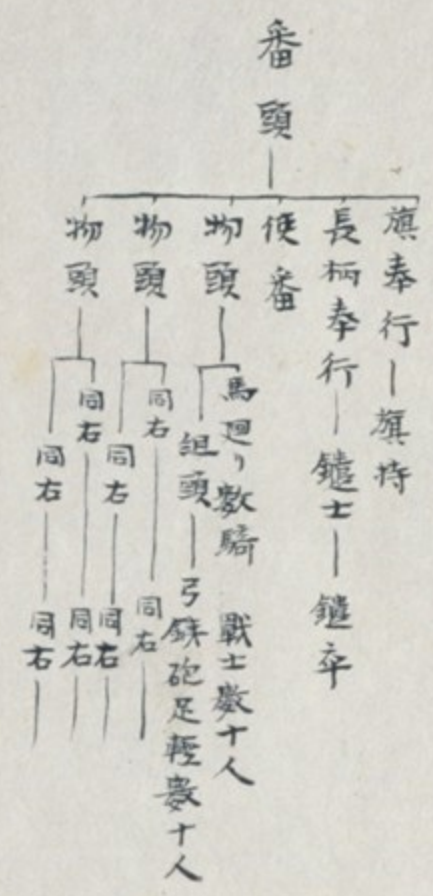 番頭
旗奉行 旗持
長柄奉行 鑓士 鑓卒
使番
物頭
馬廻り數騎 戰士數十人
組頭 弓鉄砲足輕數十人
物頭
同右 同右
同右 同右
物頭
同右 同右
同右 同右